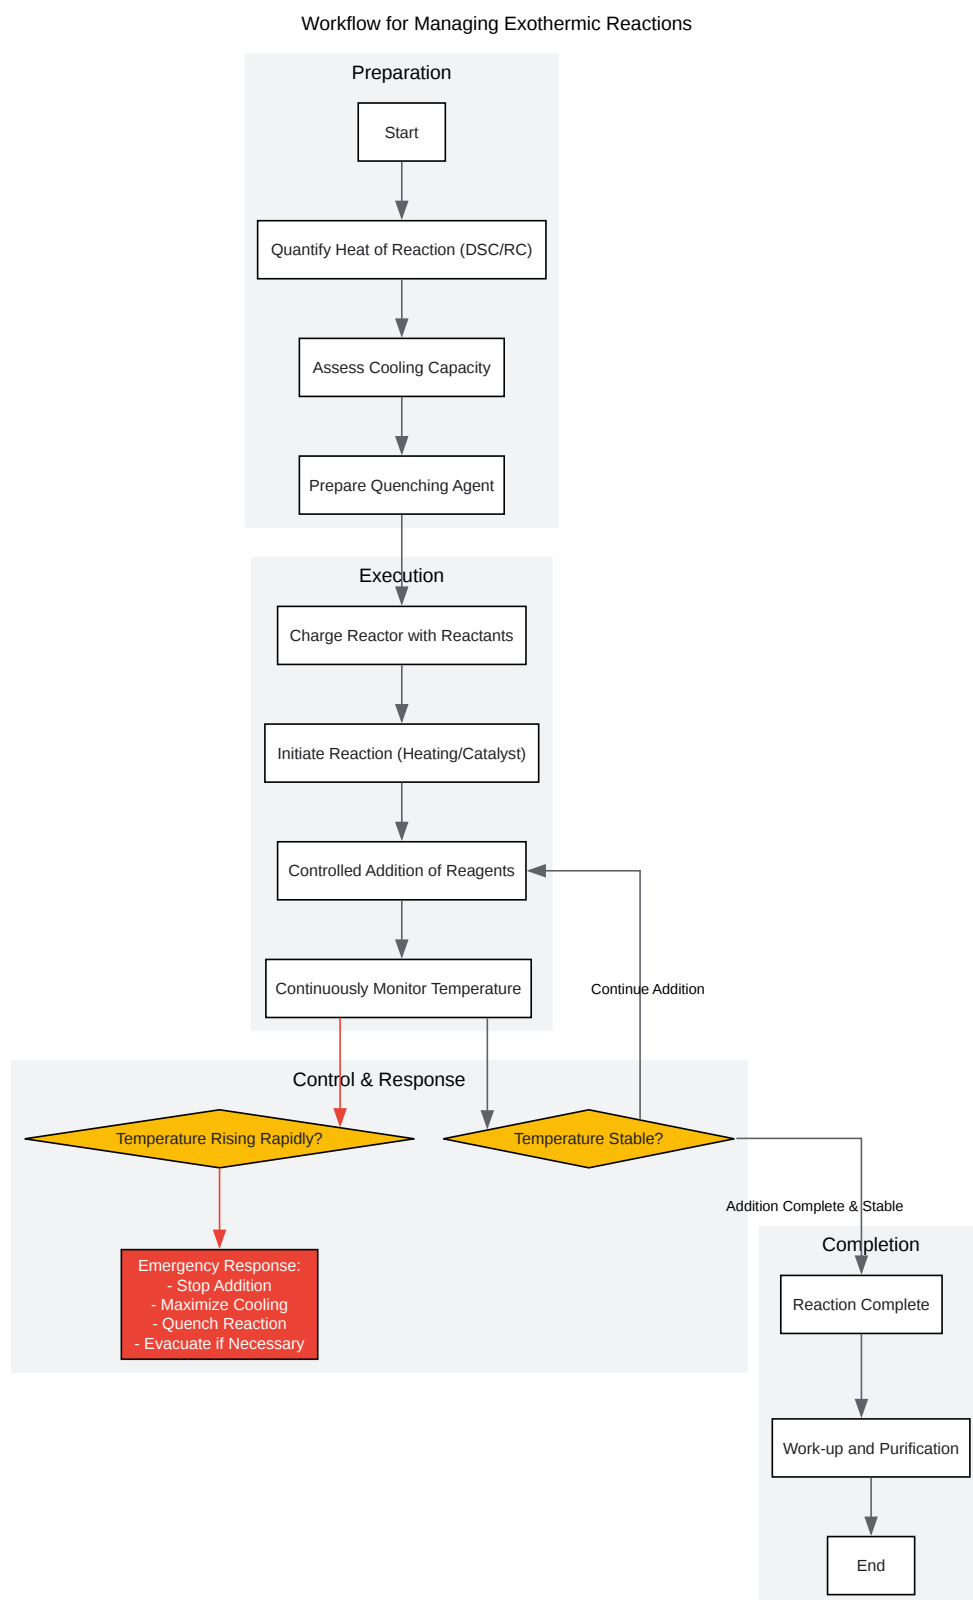 Workflow for Managing Exothermic Reactions
Preparation
Start
Quantify Heat of Reaction (DSC/RC)
Assess Cooling Capacity
Prepare Quenching Agent
Execution
Charge Reactor with Reactants
Initiate Reaction (Heating/Catalyst)
Controlled Addition of Reagents
Continuously Monitor Temperature
Continue Addition
Control & Response
Temperature Rising Rapidly?
Temperature Stable?
Addition Complete & Stable
Emergency Response:
- Stop Addition
- Maximize Cooling
- Quench Reaction
- Evacuate if Necessary
Completion
Reaction Complete
Work-up and Purification
End